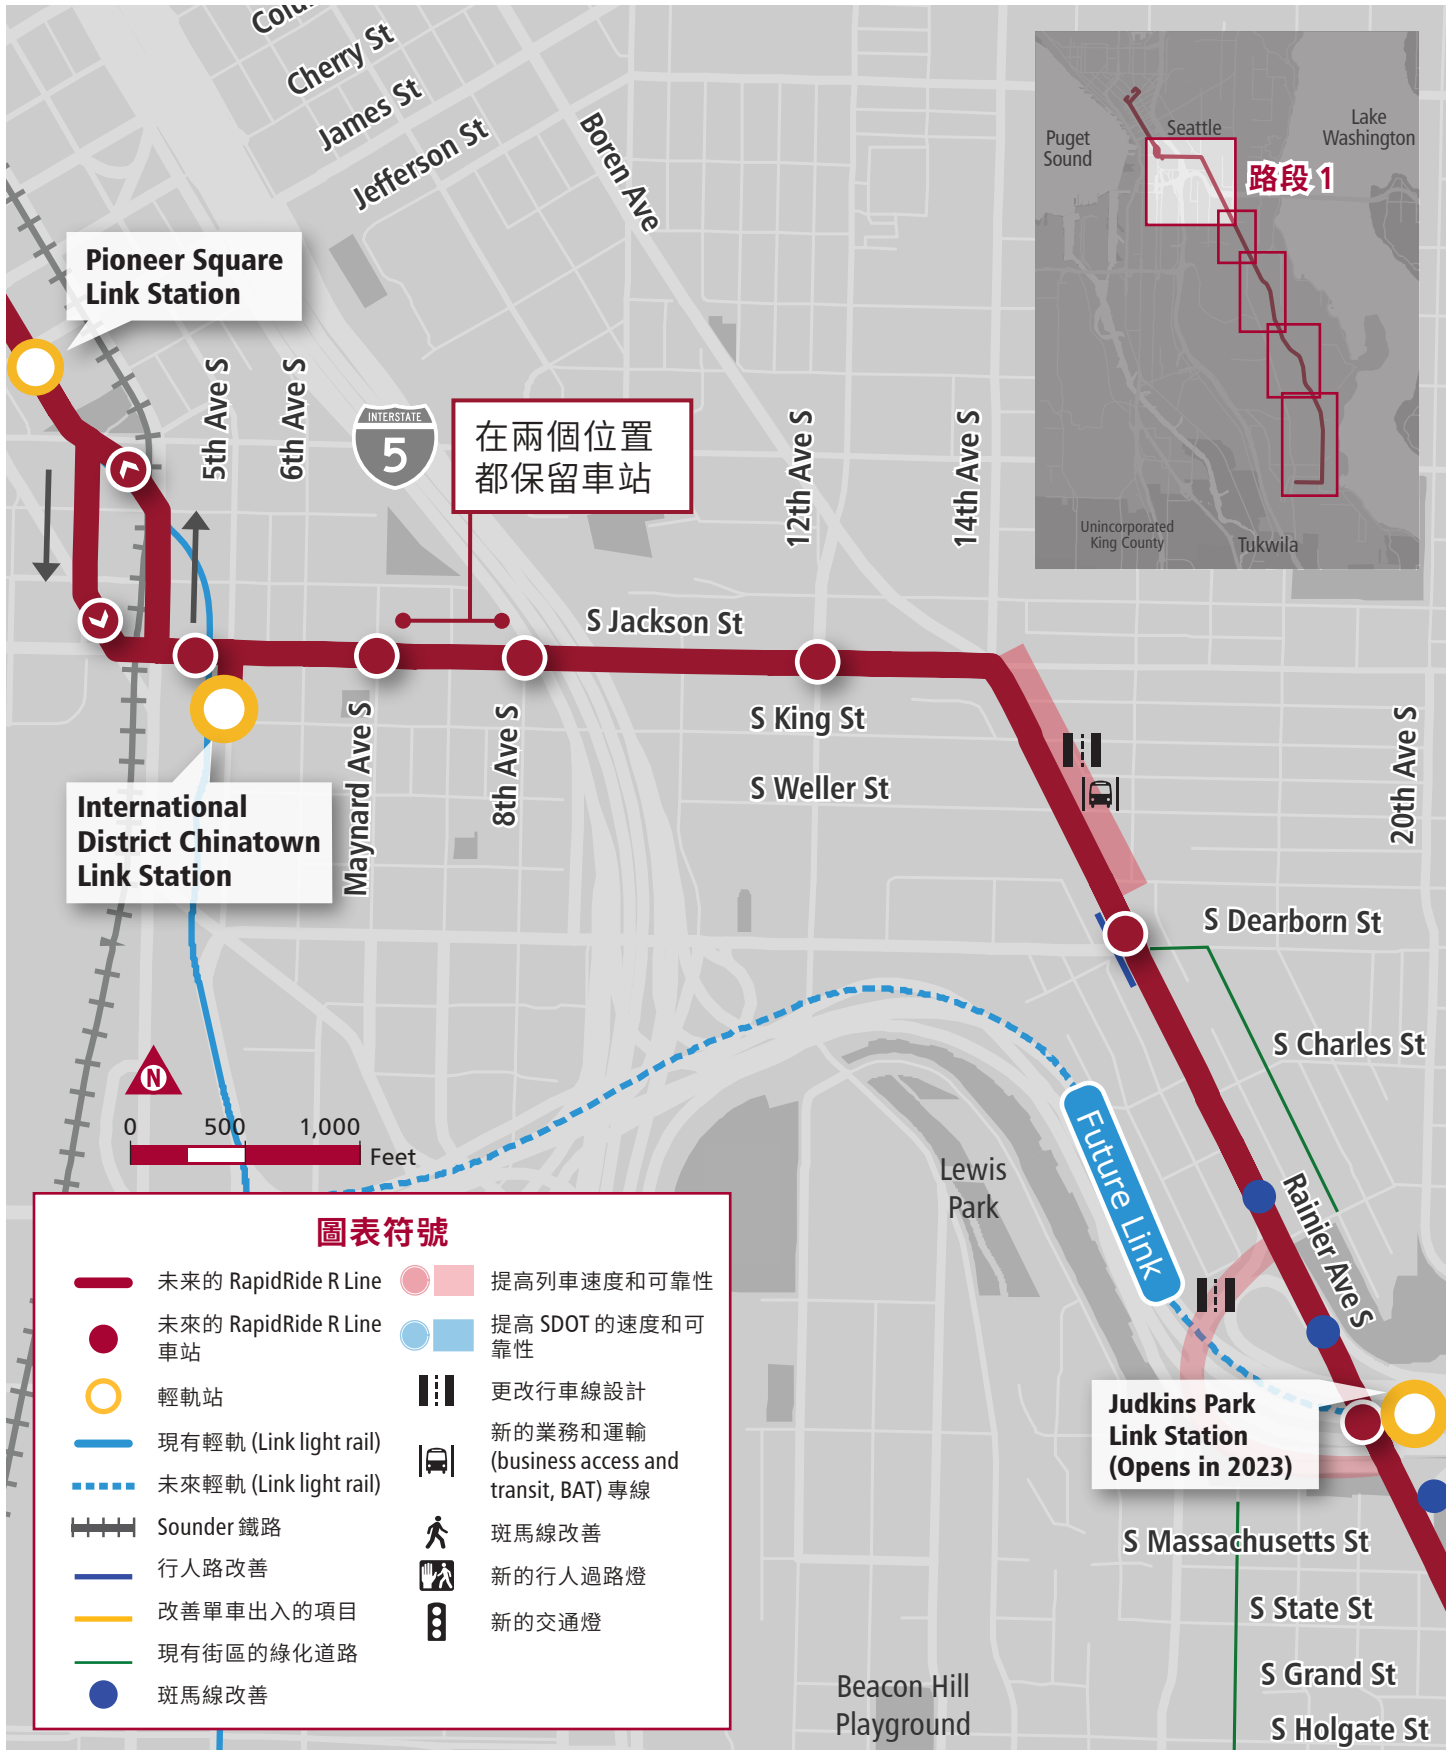 Cherry St
James St
Jefferson St
Boren Ave
Puget
Sound
Seattle
Lake
Washington
路段 1
Unincorporated
King County
Tukwila
Pioneer Square
Link Station
5th Ave S
6th Ave S
INTERSTATE
5
在兩個位置
都保留車站
12th Ave S
14th Ave S
S Jackson St
S King St
S Weller St
Maynard Ave S
8th Ave S
20th Ave S
International
District Chinatown
Link Station
S Dearborn St
S Charles St
N
0 500 1,000
Feet
Future Link
Lewis
Park
Rainier Ave S
Judkins Park
Link Station
(Opens in 2023)
S Massachusetts St
S State St
S Grand St
S Holgate St
Beacon Hill
Playground
圖表符號
未来的 RapidRide R Line
未來的 RapidRide R Line
車站
輕軌站
現有輕軌 (Link light rail)
未來輕軌 (Link light rail)
Sounder 鐵路
行人路改善
改善單車出入的項目
現有街區的綠化道路
斑馬線改善
提高列車速度和可靠性
提高 SDOT 的速度和可
靠性
更改行車線設計
新的業務和運輸
(business access and
transit, BAT) 專線
斑馬線改善
新的行人過路燈
新的交通燈